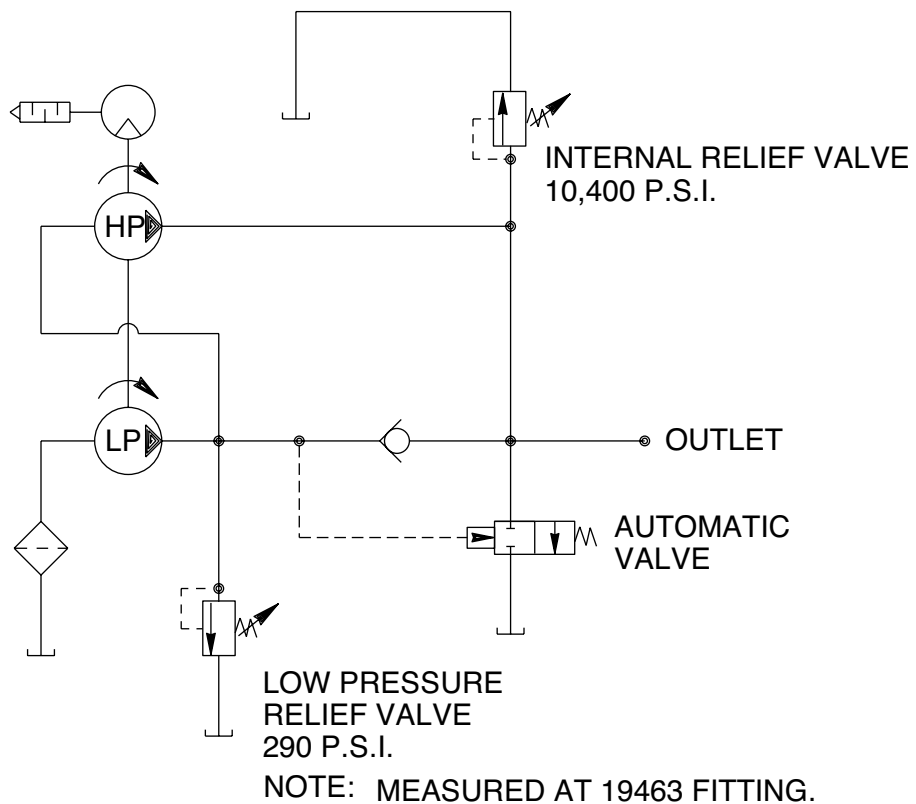 INTERNAL RELIEF VALVE
10,400 P.S.I.
HP
LP
OUTLET
AUTOMATIC
VALVE
LOW PRESSURE
RELIEF VALVE
290 P.S.I.
NOTE: MEASURED AT 19463 FITTING.